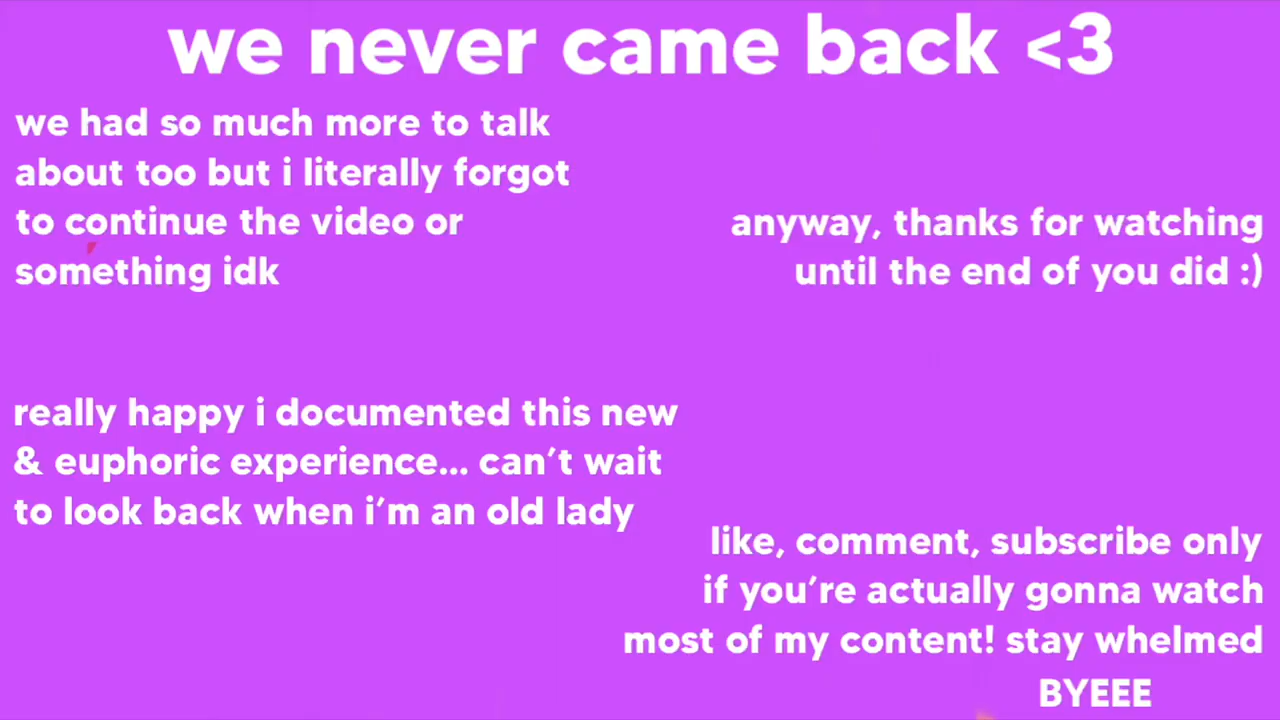 we never came back <3
we had so much more to talk
about too but i literally forgot
to continue the video or
something idk
anyway, thanks for watching
until the end of you did :)
really happy i documented this new
& euphoric experience... can't wait
to look back when i'm an old lady
like, comment, subscribe only
if you're actually gonna watch
most of my content! stay whelmed
BYEEE